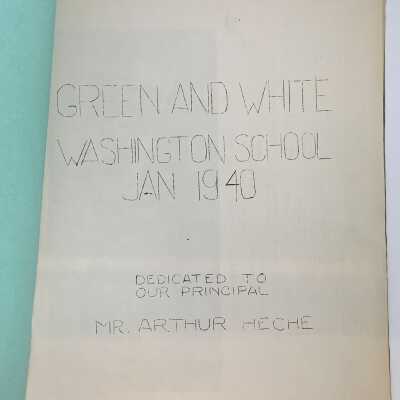 GREEN AND WHITE
WASHINGTON SCHOOL
JAN 1940
DEDICATED TO
OUR PRINCIPAL
MR. ARTHUR HECHE